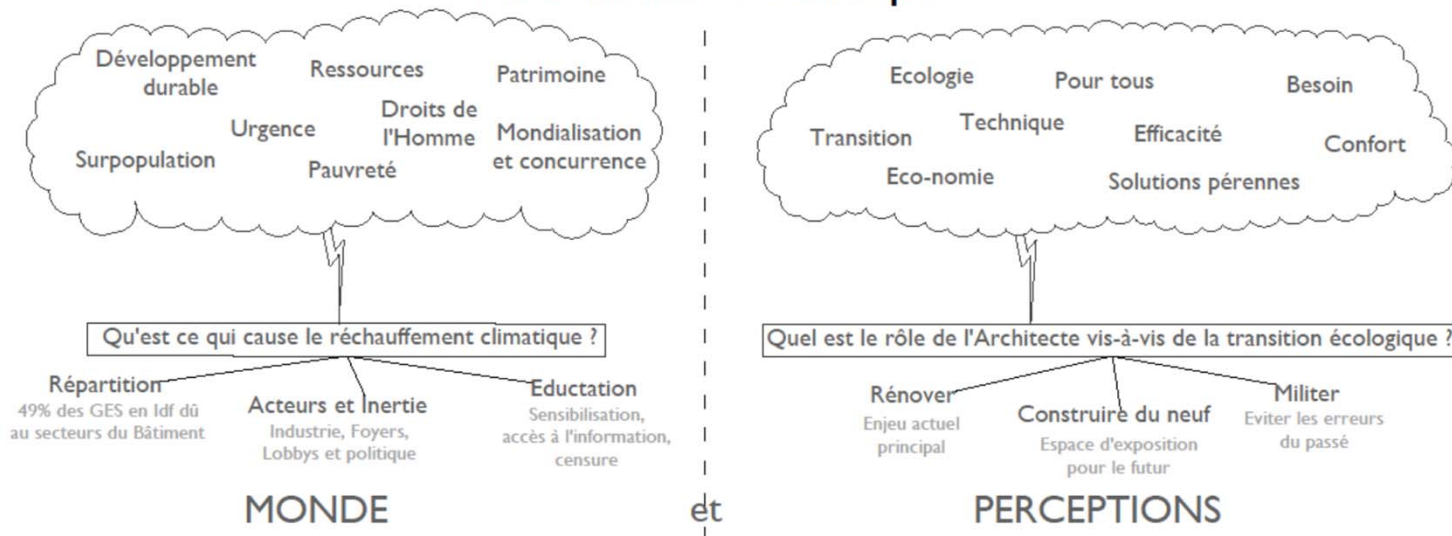 Développement
durable
Ressources
Patrimoine
Urgence
Droits de
l'Homme
Mondialisation
et concurrence
Surpopulation
Pauvreté
Qu'est ce qui cause le réchauffement climatique ?
Répartition
49% des GES en Idf dû
au secteurs du Bâtiment
Acteurs et Inertie
Industrie, Foyers,
Lobbys et politique
Eductation
Sensibilisation,
accès à l'information,
censure
MONDE
et
Ecologie
Pour tous
Besoin
Transition
Technique
Efficacité
Confort
Eco-nomie
Solutions pérennes
Quel est le rôle de l'Architecte vis-à-vis de la transition écologique ?
Rénover
Enjeu actuel
principal
Construire du neuf
Espace d'exposition
pour le futur
Militer
Eviter les erreurs
du passé
PERCEPTIONS